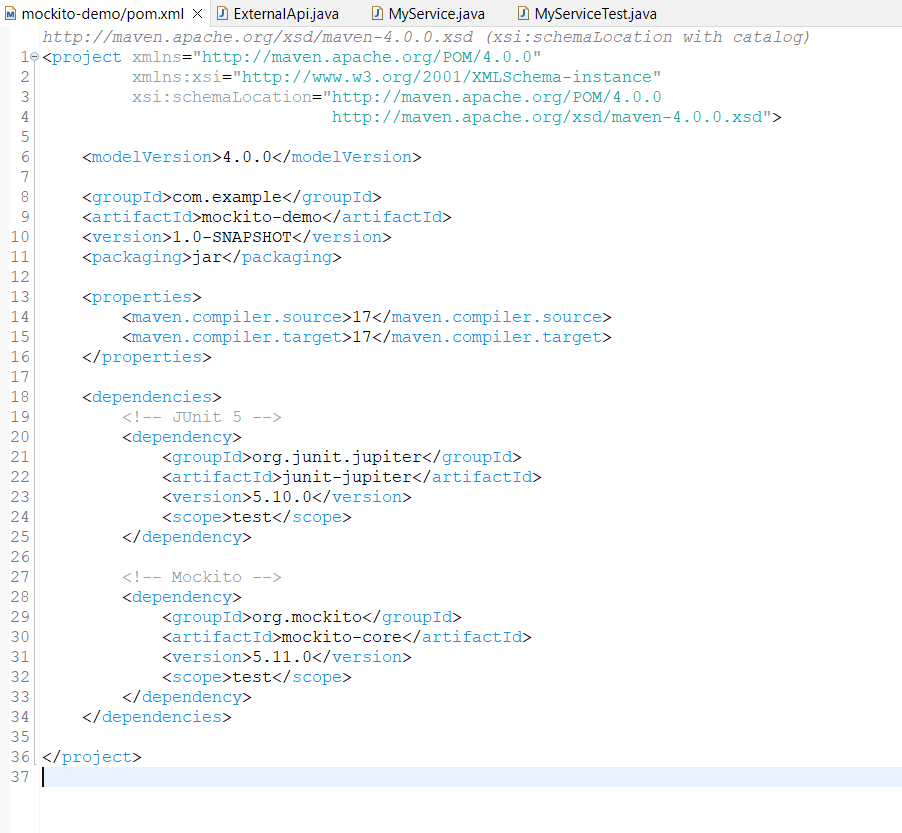 mockito-demo/pom.xml ExternalApi.java MyService.java MyServiceTest.java
http://maven.apache.org/xsd/maven-4.0.0.xsd (xsi:schemaLocation with catalog)
1 <project xmlns="http://maven.apache.org/POM/4.0.0"
2          xmlns:xsi="http://www.w3.org/2001/XMLSchema-instance"
3          xsi:schemaLocation="http://maven.apache.org/POM/4.0.0
4                              http://maven.apache.org/xsd/maven-4.0.0.xsd">
5
6     <modelVersion>4.0.0</modelVersion>
7
8     <groupId>com.example</groupId>
9     <artifactId>mockito-demo</artifactId>
10     <version>1.0-SNAPSHOT</version>
11     <packaging>jar</packaging>
12
13     <properties>
14         <maven.compiler.source>17</maven.compiler.source>
15         <maven.compiler.target>17</maven.compiler.target>
16     </properties>
17
18     <dependencies>
19         <!-- JUnit 5 -->
20         <dependency>
21             <groupId>org.junit.jupiter</groupId>
22             <artifactId>junit-jupiter</artifactId>
23             <version>5.10.0</version>
24             <scope>test</scope>
25         </dependency>
26
27         <!-- Mockito -->
28         <dependency>
29             <groupId>org.mockito</groupId>
30             <artifactId>mockito-core</artifactId>
31             <version>5.11.0</version>
32             <scope>test</scope>
33         </dependency>
34     </dependencies>
35
36 </project>
37